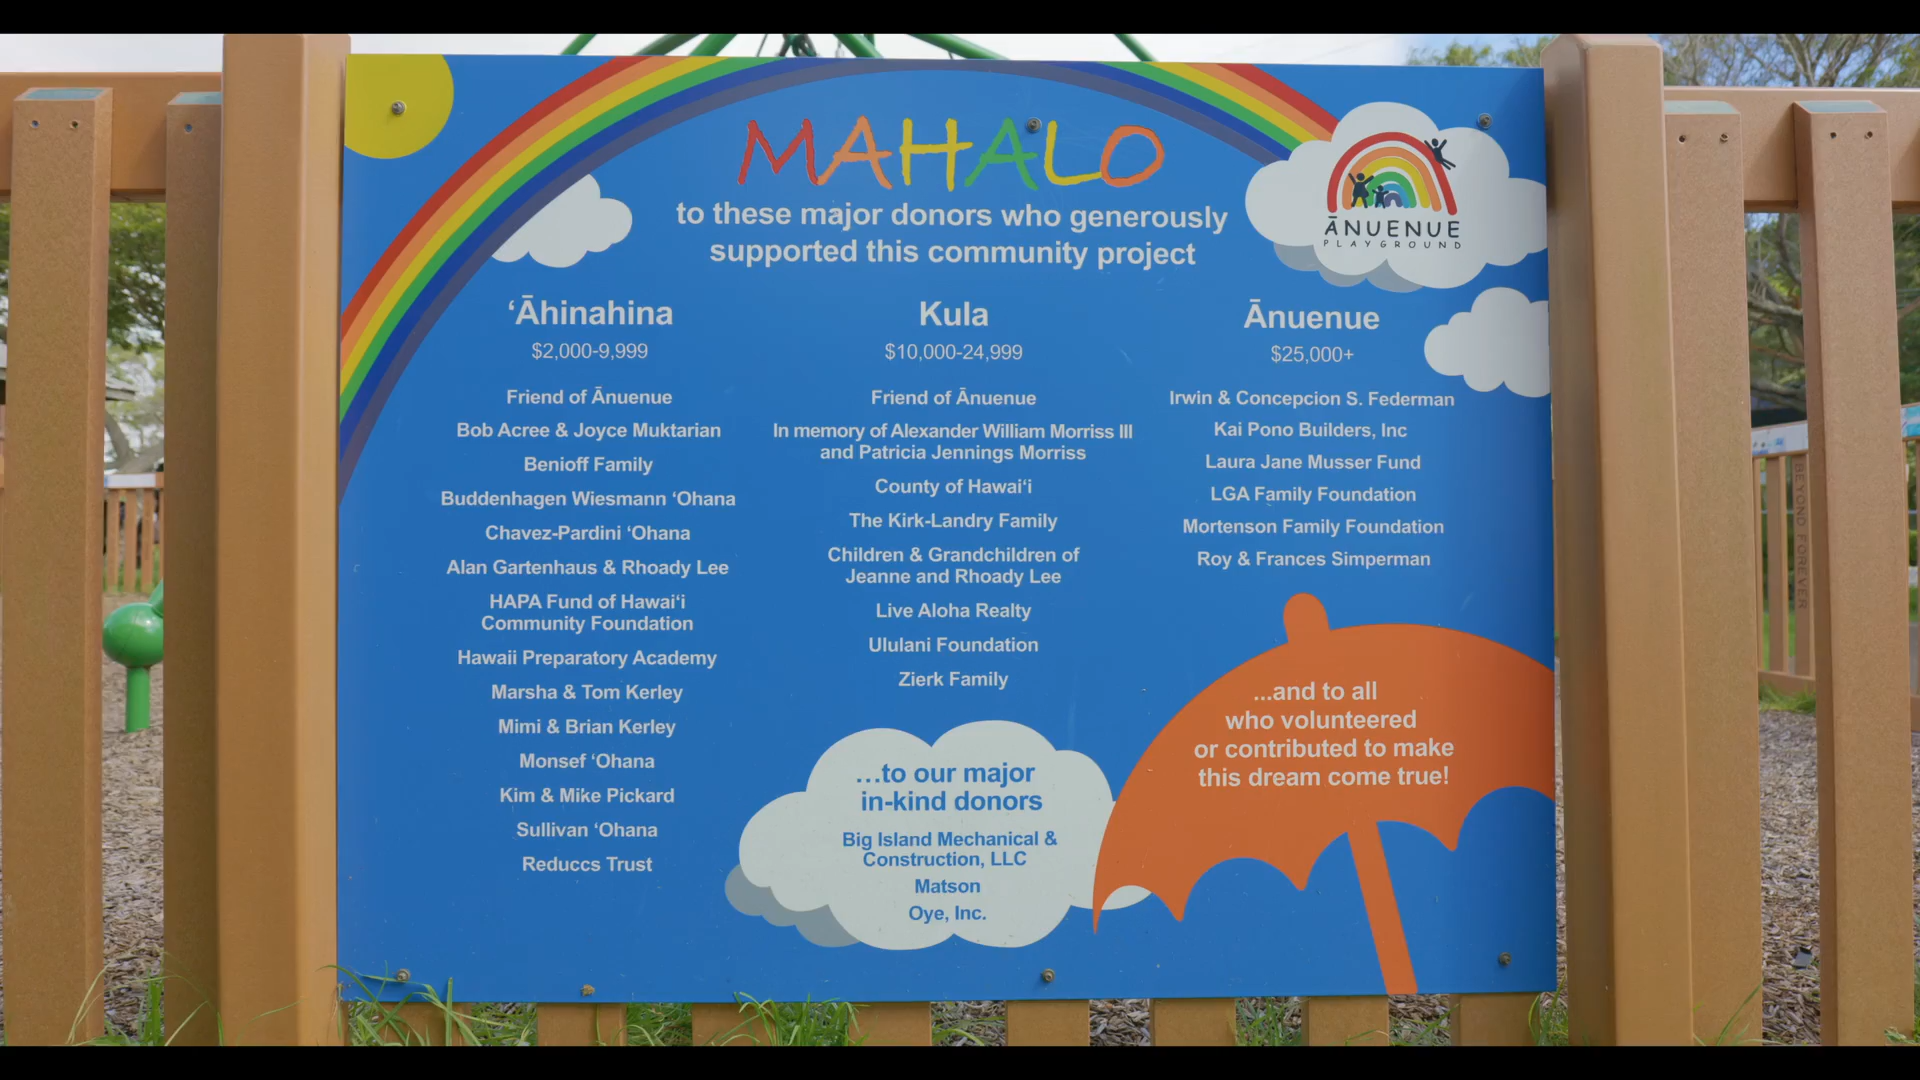 MAHALO
to these major donors who generously
supported this community project
ĀNUENUE
PLAYGROUND
ʻĀhinahina
$2,000-9,999
Friend of Ānuenue
Bob Acree & Joyce Muktarian
Benioff Family
Buddenhagen Wiesmann ʻOhana
Chavez-Pardini ʻOhana
Alan Gartenhaus & Rhoady Lee
HAPA Fund of Hawaiʻi
Community Foundation
Hawaii Preparatory Academy
Marsha & Tom Kerley
Mimi & Brian Kerley
Monsef ʻOhana
Kim & Mike Pickard
Sullivan ʻOhana
Reduccs Trust
Kula
$10,000-24,999
Friend of Ānuenue
In memory of Alexander William Morriss III
and Patricia Jennings Morriss
County of Hawaiʻi
The Kirk-Landry Family
Children & Grandchildren of
Jeanne and Rhoady Lee
Live Aloha Realty
Ululani Foundation
Zierk Family
Ānuenue
$25,000+
Irwin & Concepcion S. Federman
Kai Pono Builders, Inc
Laura Jane Musser Fund
LGA Family Foundation
Mortenson Family Foundation
Roy & Frances Simperman
...to our major
in-kind donors
Big Island Mechanical &
Construction, LLC
Matson
Oye, Inc.
...and to all
who volunteered
or contributed to make
this dream come true!
BEYOND FOREVER